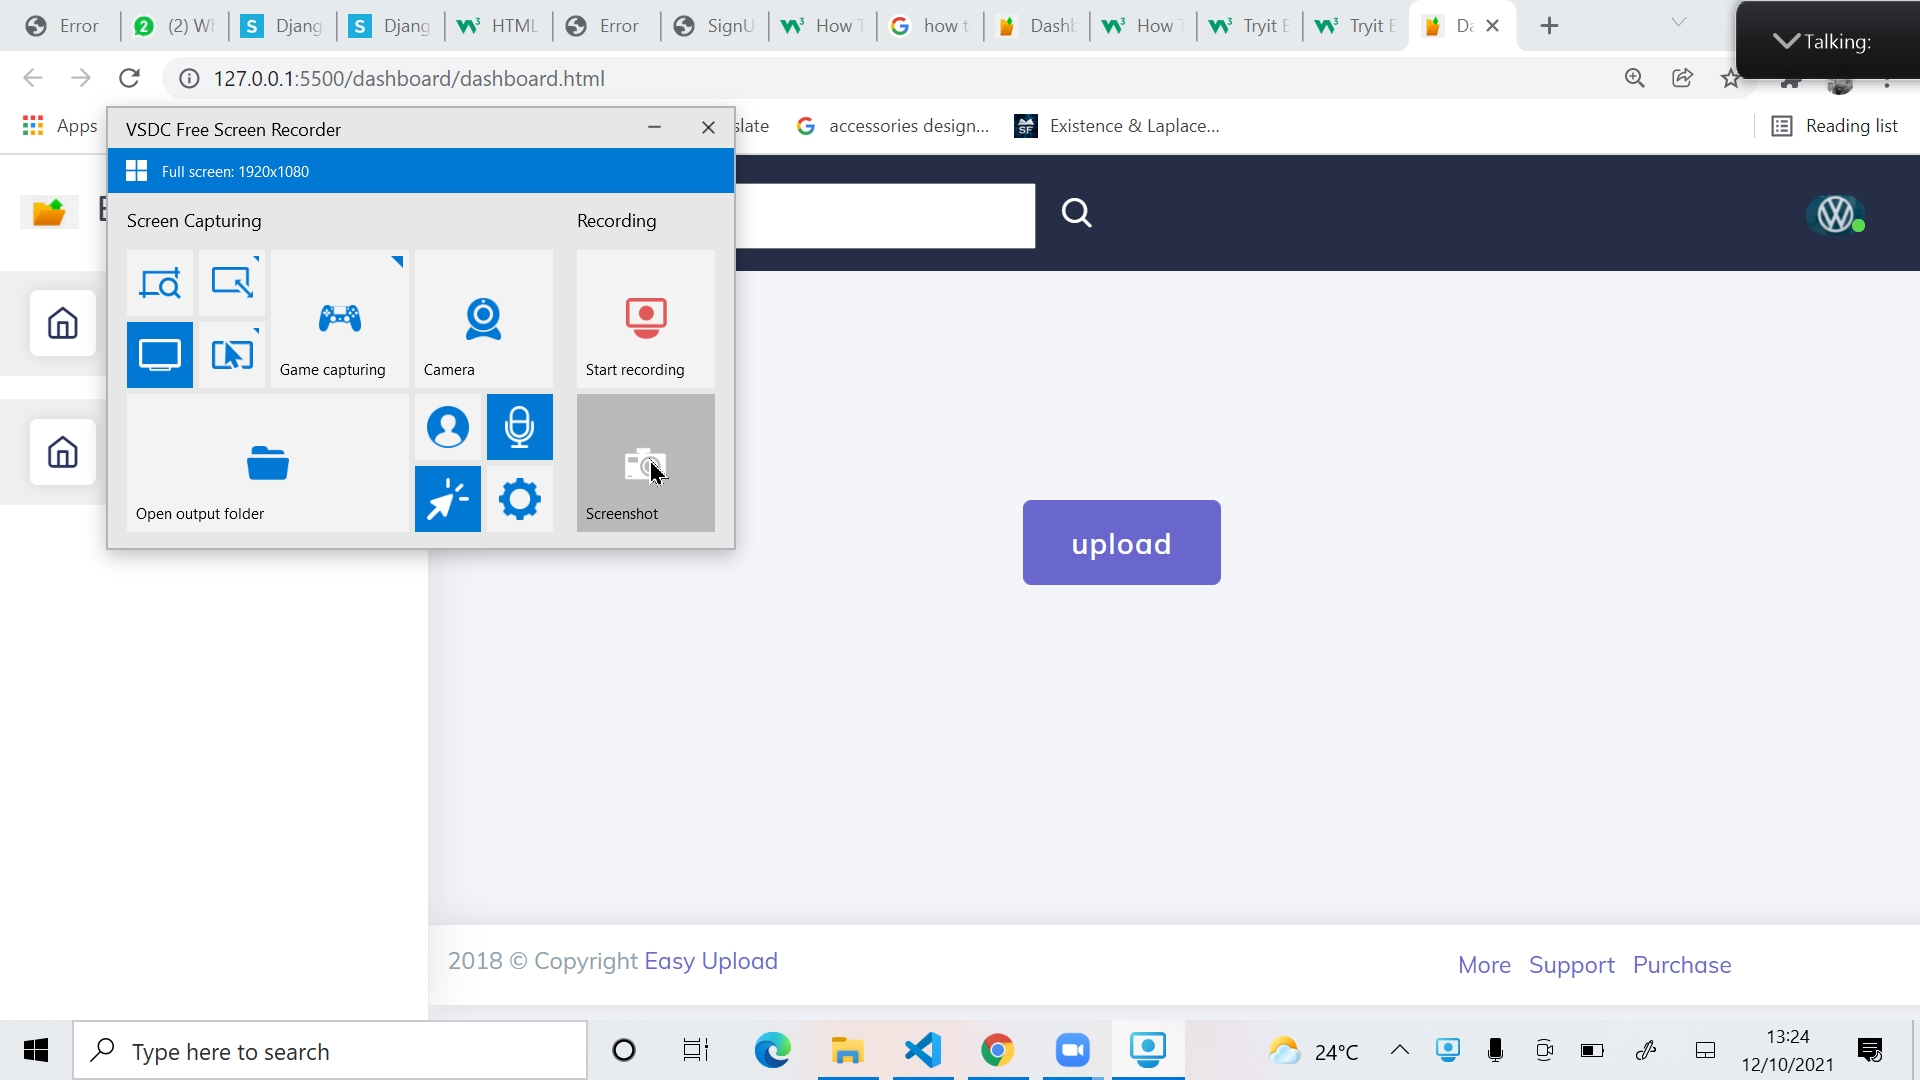 Error
(2) Wh
Djang
Djang
HTML
Error
SignU
How T
how t
Dashb
How T
Tryit E
Tryit E
Da
Talking:
127.0.0.1:5500/dashboard/dashboard.html
Apps
slate
accessories design...
Existence & Laplace...
Reading list
VSDC Free Screen Recorder
Full screen: 1920x1080
Screen Capturing
Recording
Game capturing
Camera
Start recording
Open output folder
Screenshot
upload
2018 © Copyright Easy Upload
More Support Purchase
Type here to search
24°C
13:24
12/10/2021